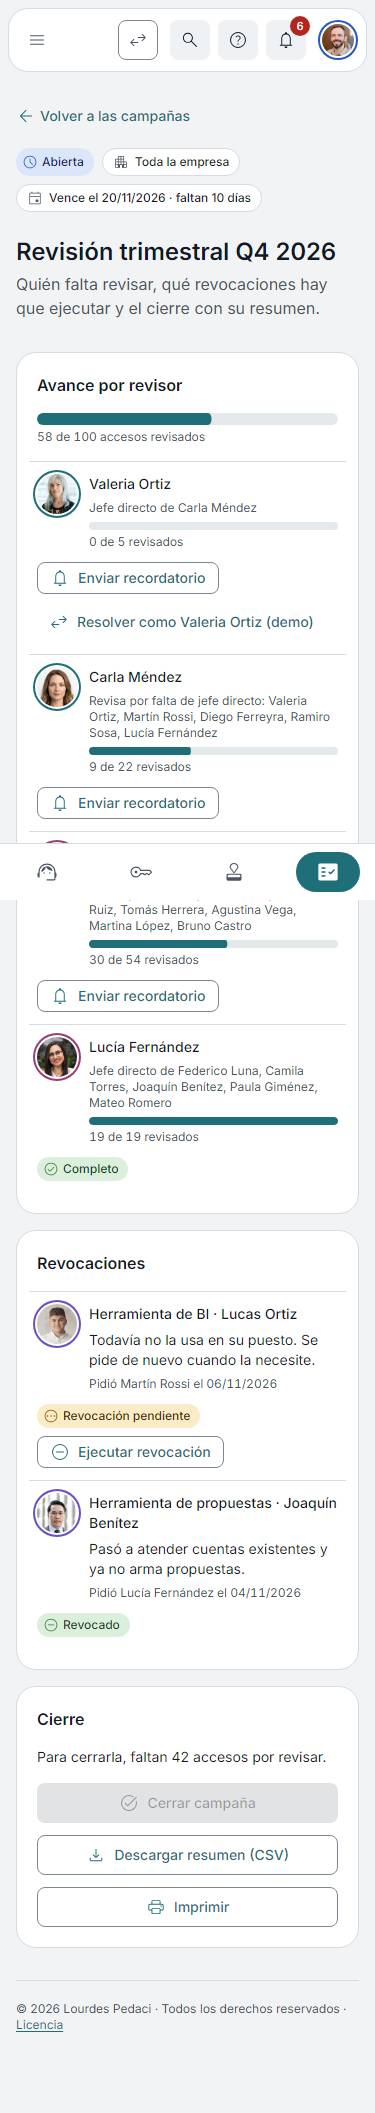 6
Volver a las campañas
Abierta
Toda la empresa
Vence el 20/11/2026 · faltan 10 días
Revisión trimestral Q4 2026
Quién falta revisar, qué revocaciones hay
que ejecutar y el cierre con su resumen.
Avance por revisor
58 de 100 accesos revisados
Valeria Ortiz
Jefe directo de Carla Méndez
0 de 5 revisados
Enviar recordatorio
Resolver como Valeria Ortiz (demo)
Carla Méndez
Revisa por falta de jefe directo: Valeria
Ortiz, Martín Rossi, Diego Ferreyra, Ramiro
Sosa, Lucía Fernández
9 de 22 revisados
Enviar recordatorio
Ruiz, Tomás Herrera, Agustina Vega,
Martina López, Bruno Castro
30 de 54 revisados
Enviar recordatorio
Lucía Fernández
Jefe directo de Federico Luna, Camila
Torres, Joaquín Benítez, Paula Giménez,
Mateo Romero
19 de 19 revisados
Completo
Revocaciones
Herramienta de BI · Lucas Ortiz
Todavía no la usa en su puesto. Se
pide de nuevo cuando la necesite.
Pidió Martín Rossi el 06/11/2026
Revocación pendiente
Ejecutar revocación
Herramienta de propuestas · Joaquín
Benítez
Pasó a atender cuentas existentes y
ya no arma propuestas.
Pidió Lucía Fernández el 04/11/2026
Revocado
Cierre
Para cerrarla, faltan 42 accesos por revisar.
Cerrar campaña
Descargar resumen (CSV)
Imprimir
© 2026 Lourdes Pedaci · Todos los derechos reservados ·
Licencia